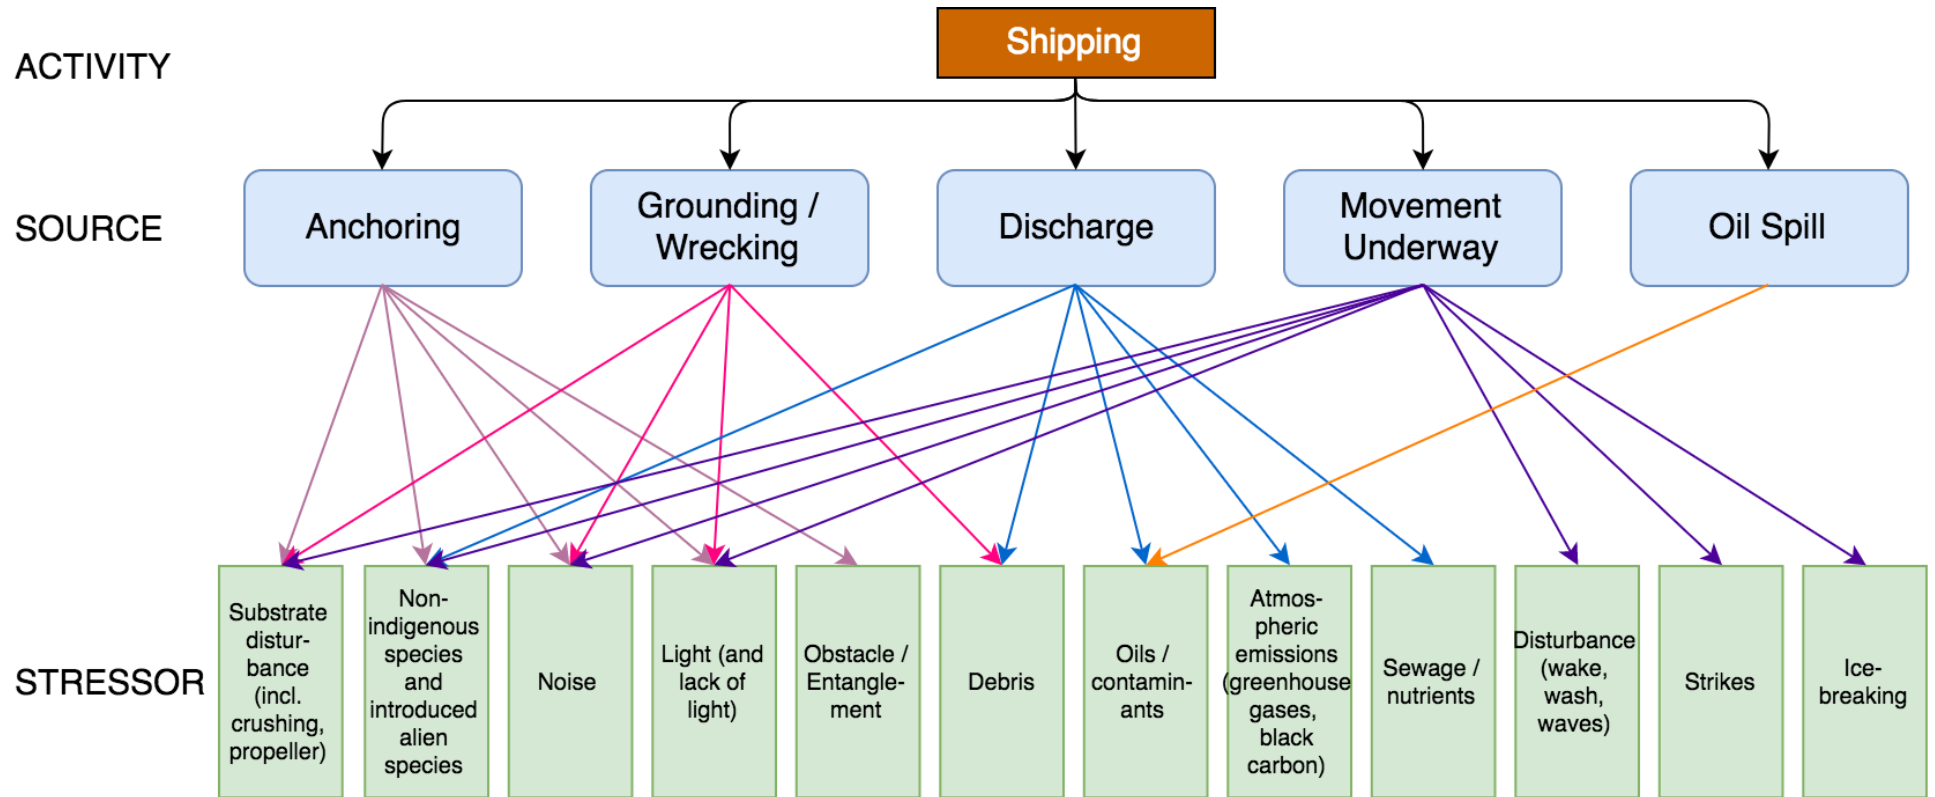 Shipping
ACTIVITY
SOURCE
Anchoring
Grounding /
Wrecking
Discharge
Movement
Underway
Oil Spill
STRESSOR
Substrate
distur-
bance
(incl.
crushing,
propeller)
Non-
indigenous
species
and
introduced
alien
species
Noise
Light (and
lack of
light)
Obstacle /
Entangle-
ment
Debris
Oils /
contamin-
ants
Atmos-
pheric
emissions
(greenhouse
gases,
black
carbon)
Sewage /
nutrients
Disturbance
(wake,
wash,
waves)
Strikes
Ice-
breaking